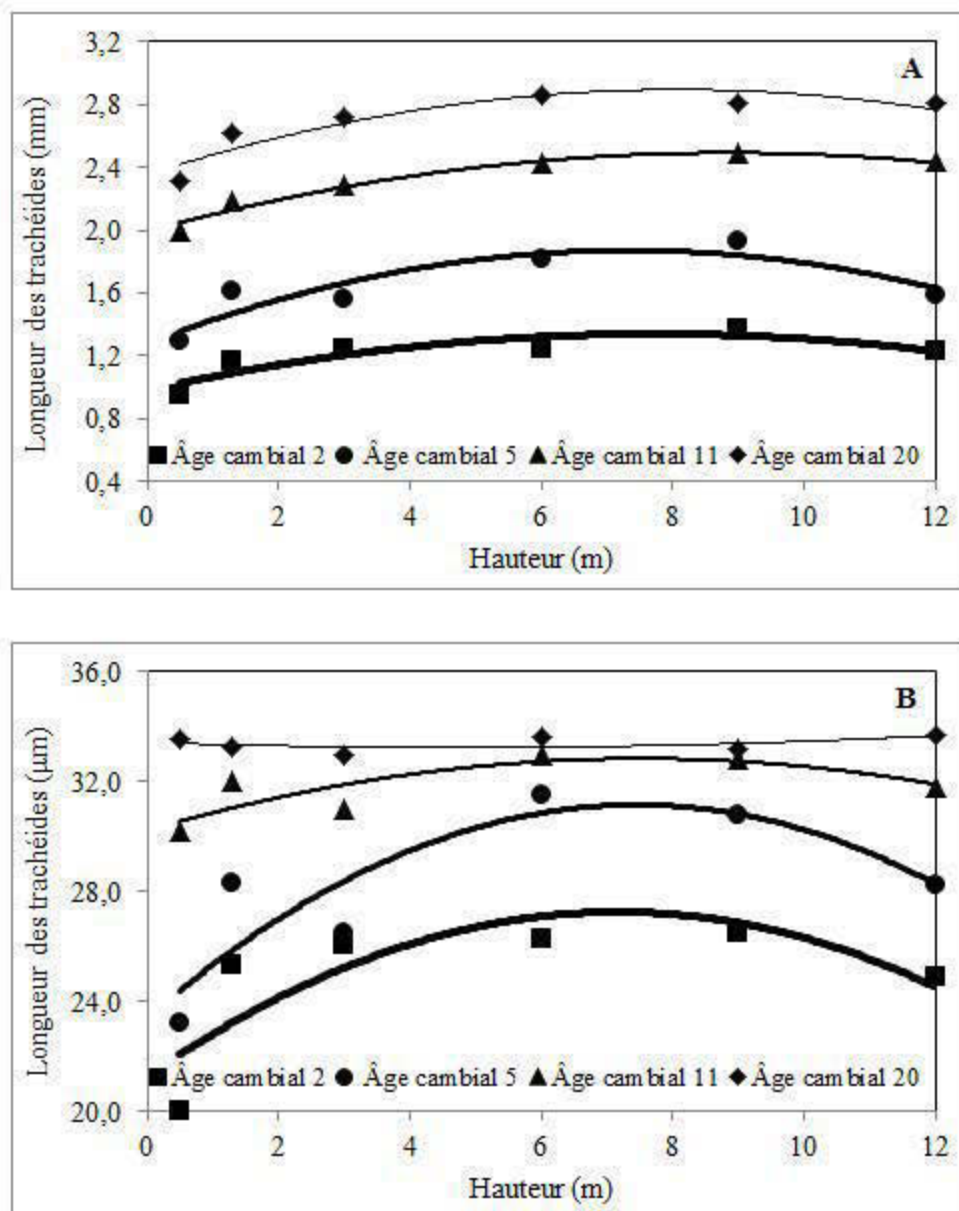 A
3,2
2,8
2,4
2,0
1,6
1,2
0,8
0,4
Longueur des trachéides (mm)
Âge cambial 2 Âge cambial 5 Âge cambial 11 Âge cambial 20
0 2 4 6 8 10 12
Hauteur (m)
B
36,0
32,0
28,0
24,0
20,0
Longueur des trachéides (µm)
Âge cambial 2 Âge cambial 5 Âge cambial 11 Âge cambial 20
0 2 4 6 8 10 12
Hauteur (m)